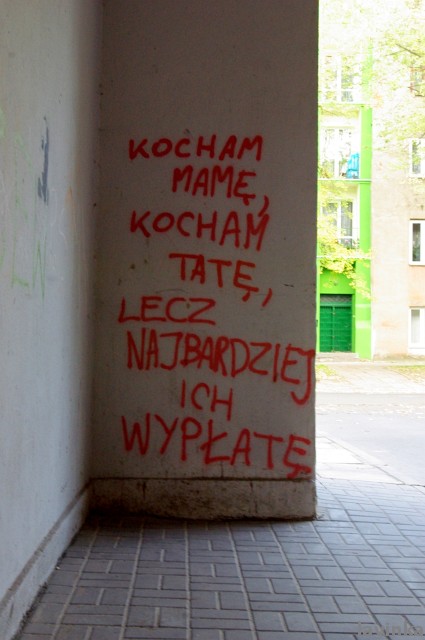 KOCHAM
MAMĘ,
KOCHAM
TATĘ,
LECZ
NAJBARDZIEJ
ICH
WYPŁATĘ